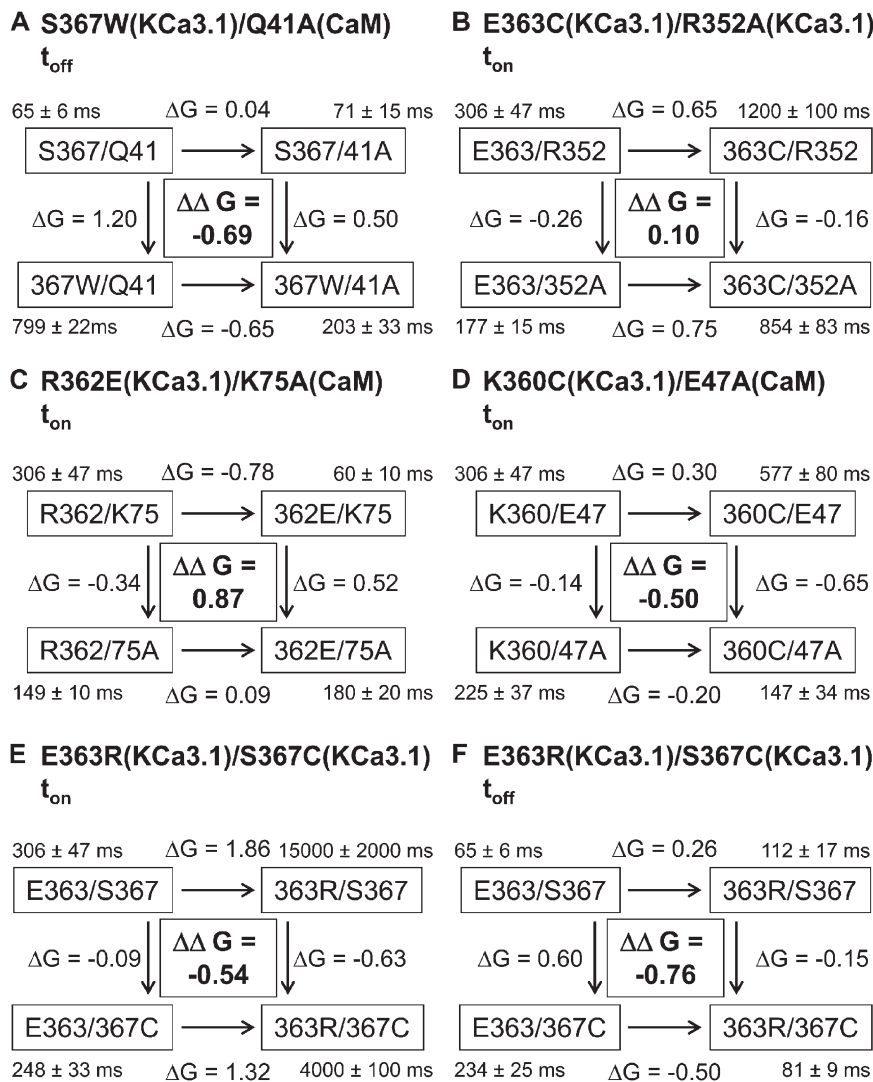 A S367W(KCa3.1)/Q41A(CaM)
t_off
65 ± 6 ms ΔG = 0.04 71 ± 15 ms
S367/Q41 S367/41A
ΔG = 1.20 ΔΔ G = -0.69 ΔG = 0.50
367W/Q41 367W/41A
799 ± 22ms ΔG = -0.65 203 ± 33 ms
B E363C(KCa3.1)/R352A(KCa3.1)
t_on
306 ± 47 ms ΔG = 0.65 1200 ± 100 ms
E363/R352 363C/R352
ΔG = -0.26 ΔΔ G = 0.10 ΔG = -0.16
E363/352A 363C/352A
177 ± 15 ms ΔG = 0.75 854 ± 83 ms
C R362E(KCa3.1)/K75A(CaM)
t_on
306 ± 47 ms ΔG = -0.78 60 ± 10 ms
R362/K75 362E/K75
ΔG = -0.34 ΔΔ G = 0.87 ΔG = 0.52
R362/75A 362E/75A
149 ± 10 ms ΔG = 0.09 180 ± 20 ms
D K360C(KCa3.1)/E47A(CaM)
t_on
306 ± 47 ms ΔG = 0.30 577 ± 80 ms
K360/E47 360C/E47
ΔG = -0.14 ΔΔ G = -0.50 ΔG = -0.65
K360/47A 360C/47A
225 ± 37 ms ΔG = -0.20 147 ± 34 ms
E E363R(KCa3.1)/S367C(KCa3.1)
t_on
306 ± 47 ms ΔG = 1.86 15000 ± 2000 ms
E363/S367 363R/S367
ΔG = -0.09 ΔΔ G = -0.54 ΔG = -0.63
E363/367C 363R/367C
248 ± 33 ms ΔG = 1.32 4000 ± 100 ms
F E363R(KCa3.1)/S367C(KCa3.1)
t_off
65 ± 6 ms ΔG = 0.26 112 ± 17 ms
E363/S367 363R/S367
ΔG = 0.60 ΔΔ G = -0.76 ΔG = -0.15
E363/367C 363R/367C
234 ± 25 ms ΔG = -0.50 81 ± 9 ms